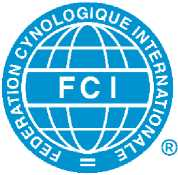 FEDERATION CYNOLOGIQUE INTERNATIONALE
FCI
®